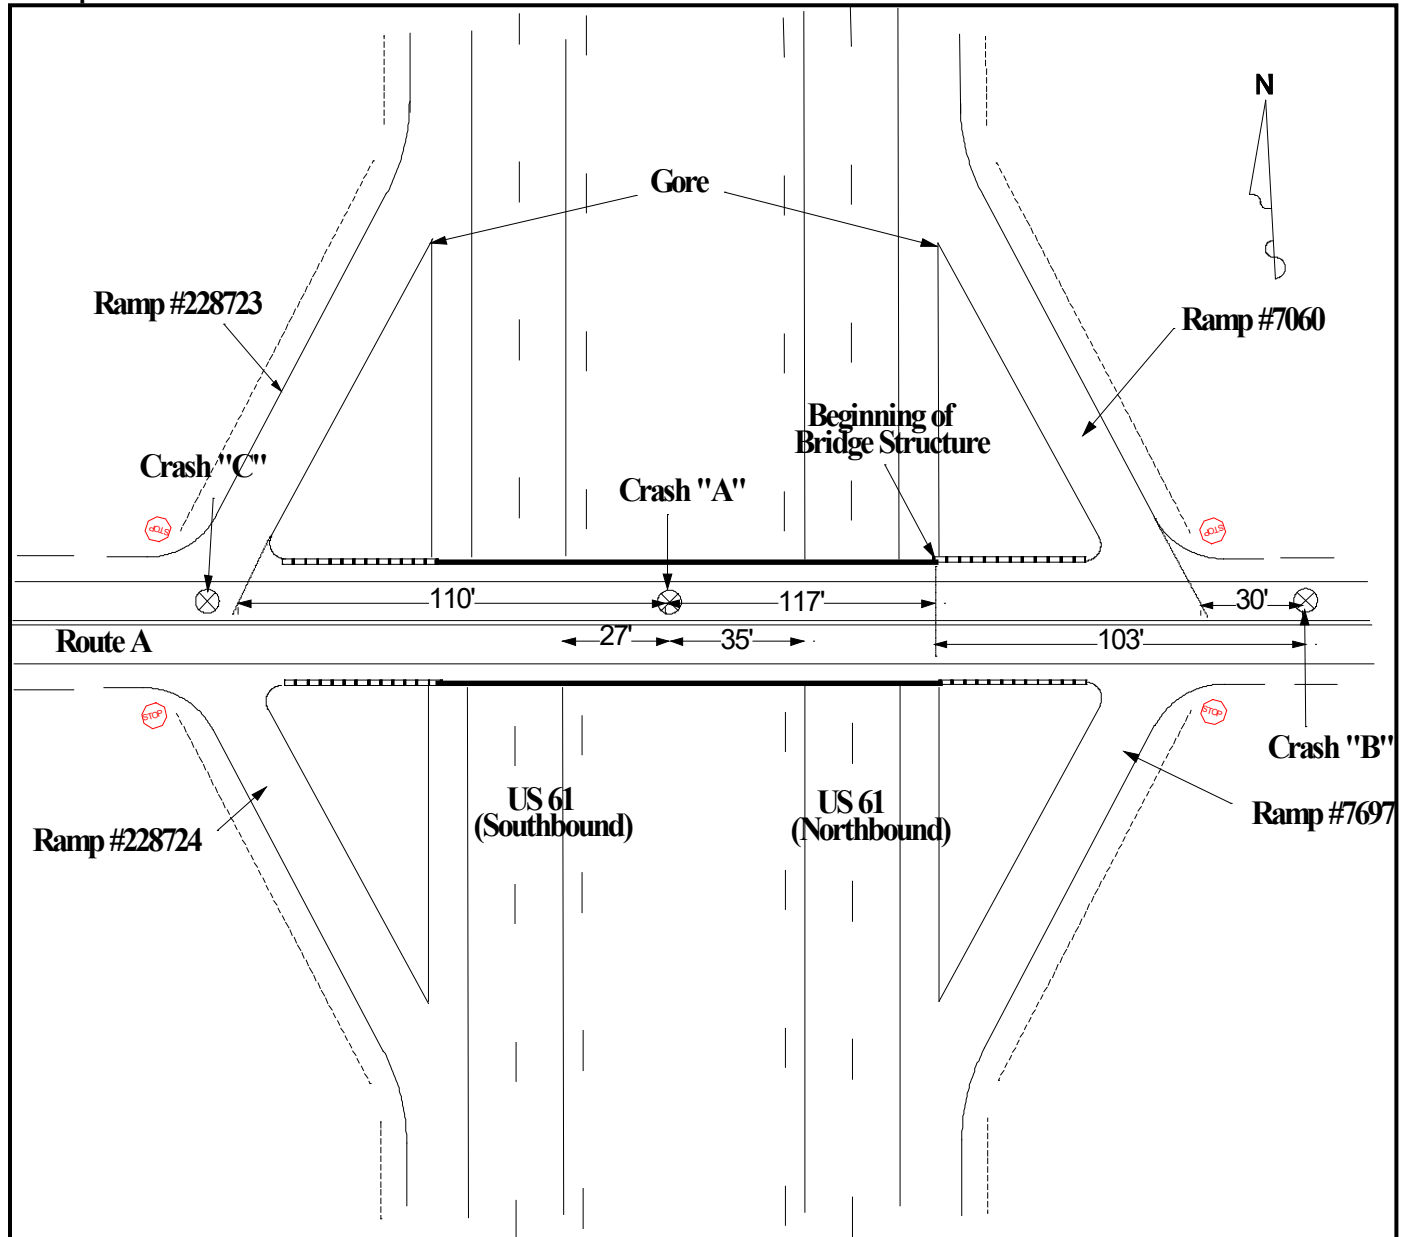 N
Gore
Ramp #228723
Ramp #7060
Beginning of
Bridge Structure
Crash "C"
Crash "A"
STOP
STOP
110'
117'
30'
Route A
27'
35'
103'
STOP
STOP
Crash "B"
US 61
(Southbound)
US 61
(Northbound)
Ramp #228724
Ramp #7697